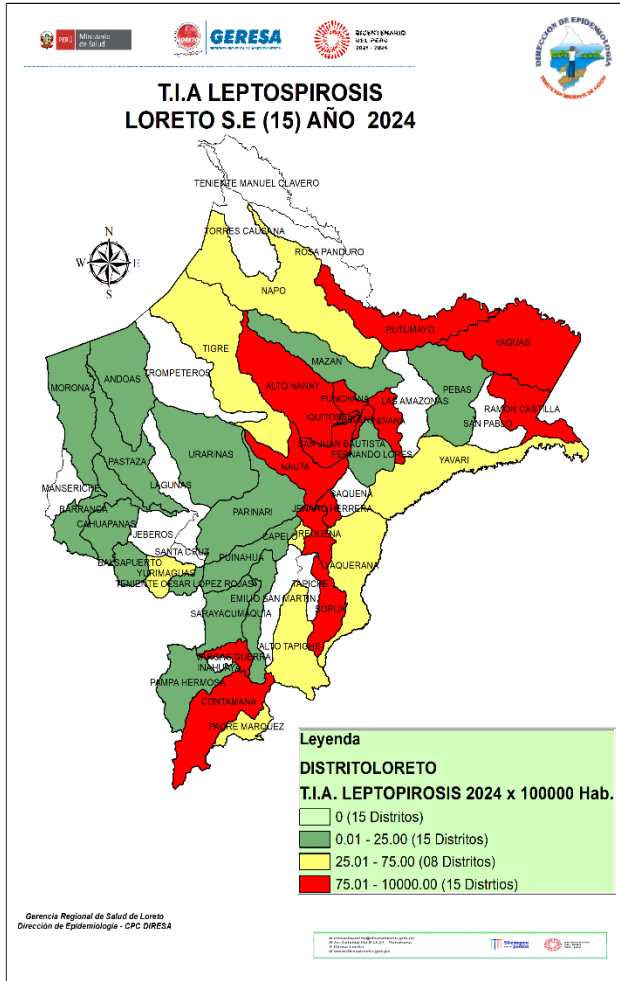 PERÚ
Ministerio
de Salud
GERESA
BICENTENARIO
DEL PERÚ
2021 - 2024
DIRECCION DE EPIDEMIOLOGIA
T.I.A LEPTOSPIROSIS
LORETO S.E (15) AÑO 2024
TENIENTE MANUEL CLAVERO
TORRES CAUSANA
ROSA PANDURO
N
W
E
S
NAPO
PUTUMAYO
YAGUAS
TIGRE
MAZAN
ANDOAS
TROMPETEROS
MORONA
ALTO NANAY
PEBAS
PUNCHANA
LAS AMAZONAS
RAMON CASTILLA
IQUITOS
INDIANA
SAN PABLO
SAN JUAN BAUTISTA
URARINAS
FERNANDO LORES
PASTAZA
YAVARI
NAUTA
LAGUNAS
MANSERICHE
SAQUENA
BARRANCA
PARINARI
JENARO HERRERA
CAHUAPANAS
JEBEROS
CAPELO
REQUENA
SANTA CRUZ
PUINAHUA
YAQUERANA
BALSAPUERTO
YURIMAGUAS
TENIENTE CESAR LOPEZ ROJAS
TAPICHE
EMILIO SAN MARTIN
SOPLIN
SARAYACU
MAQUIA
ALTO TAPICHE
VARGAS GUERRA
INAHUAYA
PAMPA HERMOSA
CONTAMANA
PADRE MARQUEZ
Leyenda
DISTRITOLORETO
T.I.A. LEPTOPIROSIS 2024 x 100000 Hab.
0 (15 Distritos)
0.01 - 25.00 (15 Distritos)
25.01 - 75.00 (08 Distritos)
75.01 - 10000.00 (15 Distrtios)
Gerencia Regional de Salud de Loreto
Dirección de Epidemiologia - CPC DIRESA